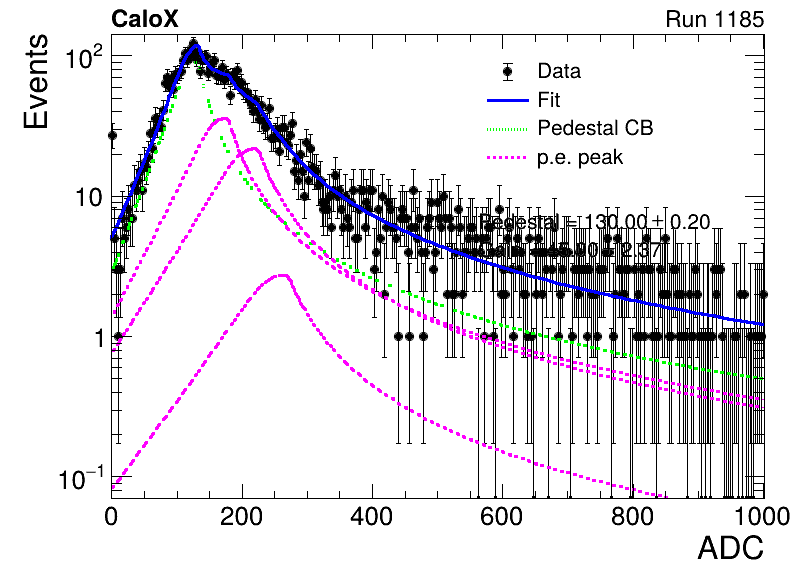 CaloX Run 1185
Events
10²
10
1
10⁻¹
Data
Fit
Pedestal CB
p.e. peak
Pedestal = 130.00 ± 0.20
0 200 400 600 800 1000
ADC